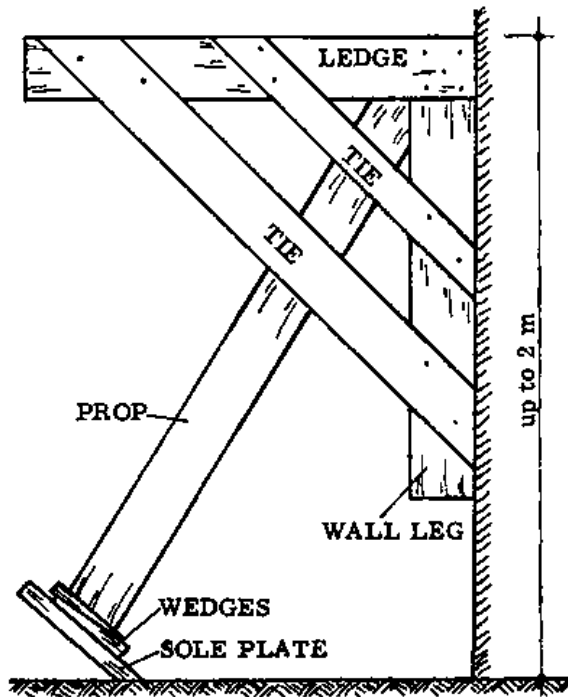 LEDGE
TIE
TIE
up to 2 m
PROP
WALL LEG
WEDGES
SOLE PLATE